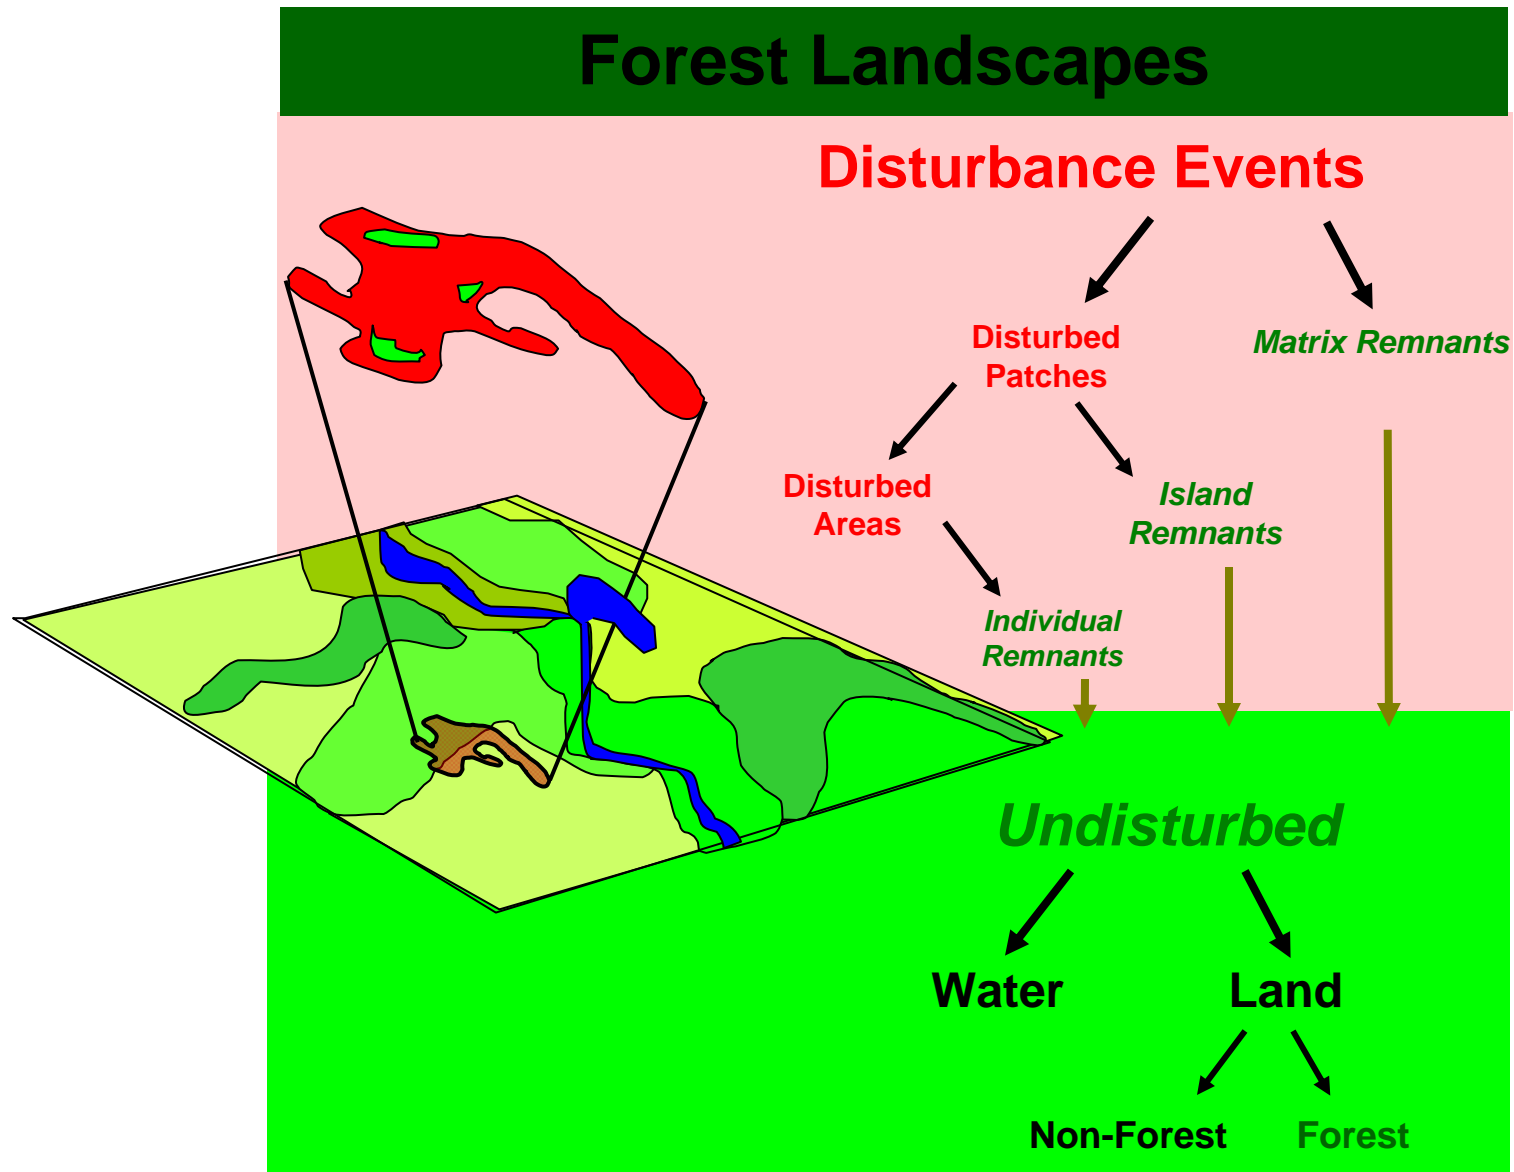 Forest Landscapes
Disturbance Events
Disturbed
Patches
Matrix Remnants
Disturbed
Areas
Island
Remnants
Individual
Remnants
Undisturbed
Water
Land
Non-Forest
Forest